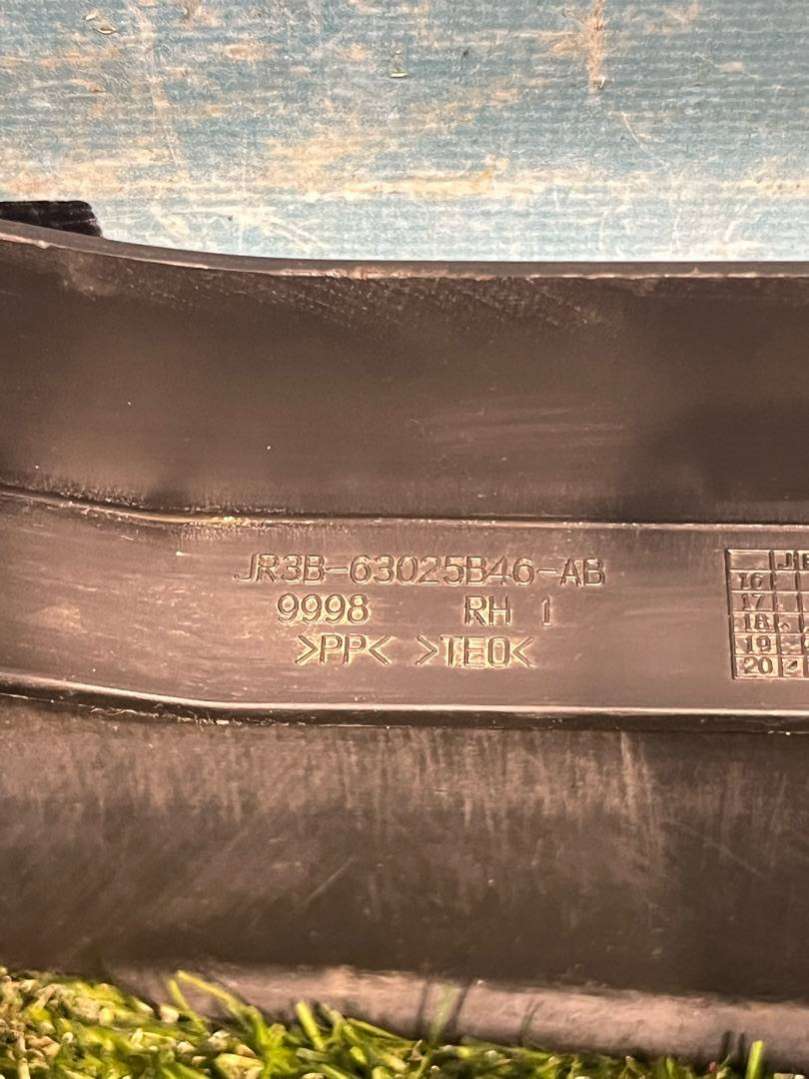 JR3B-63025B46-AB
9998 RH 1
>PP< >TEO<
J
16
17
18
19
20